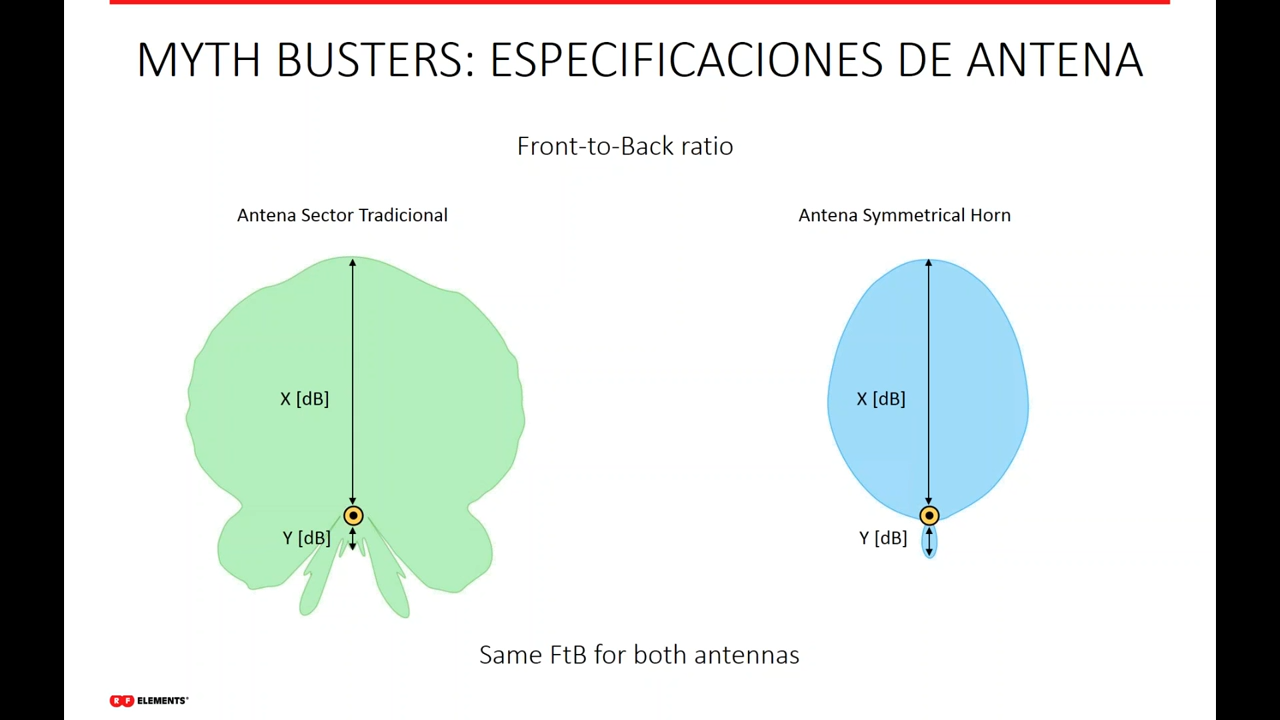 MYTH BUSTERS: ESPECIFICACIONES DE ANTENA
Front-to-Back ratio
Antena Sector Tradicional
Antena Symmetrical Horn
X [dB]
X [dB]
Y [dB]
Y [dB]
Same FtB for both antennas
RF ELEMENTS